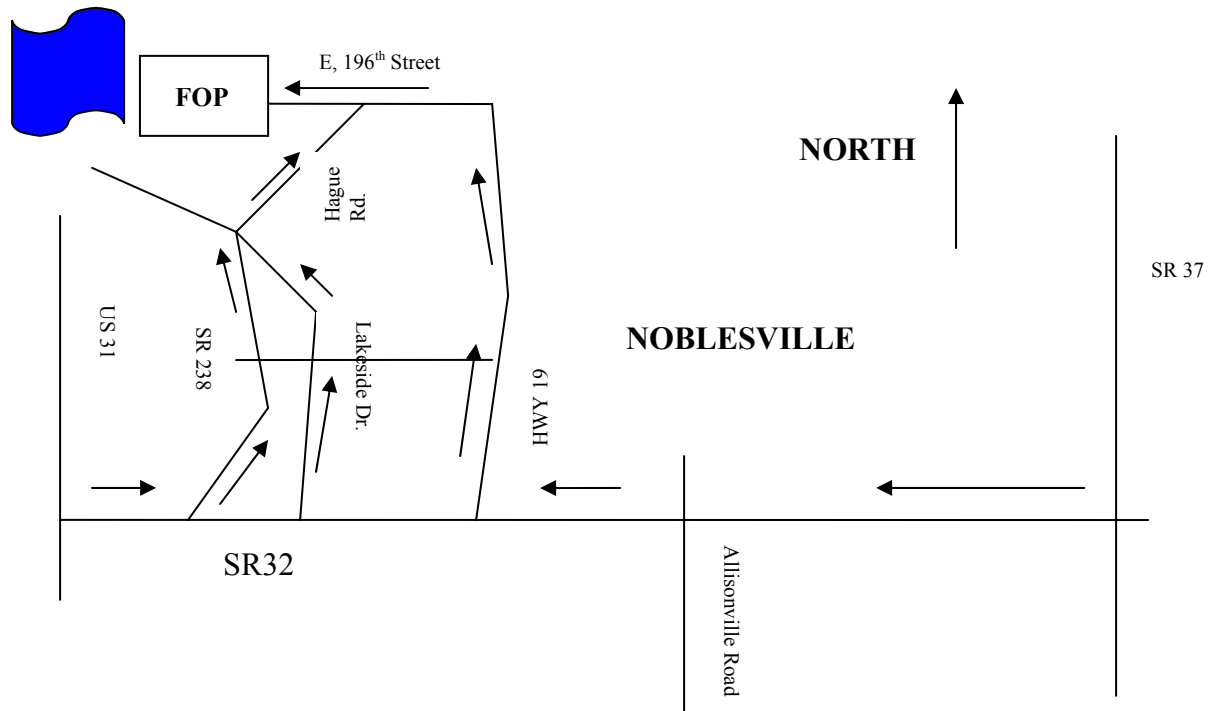 E, 196th Street
FOP
NORTH
Hague
Rd.
SR 37
US 31
SR 238
Lakeside Dr.
NOBLESVILLE
HWY 19
SR32
Allisonville Road